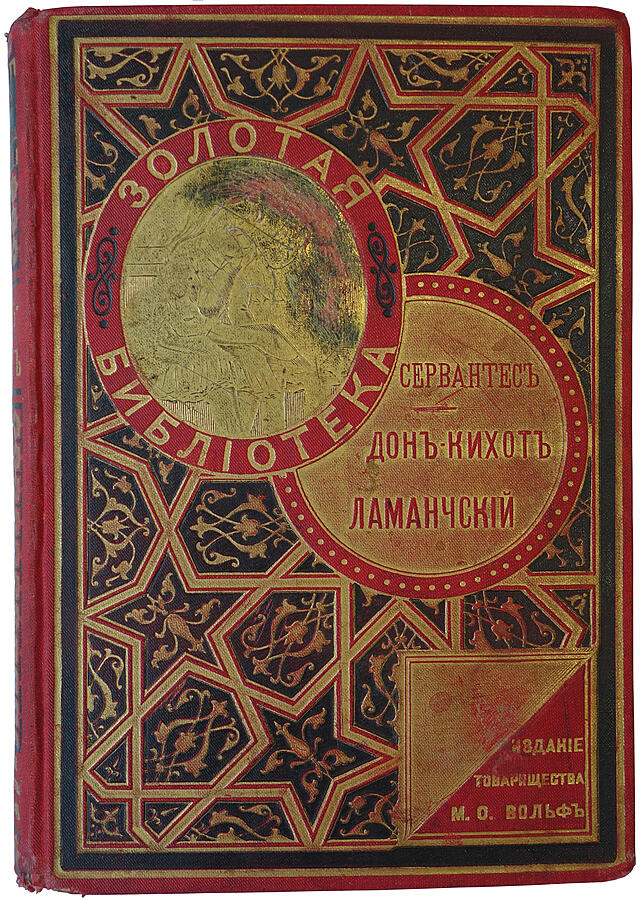 ЗОЛОТАЯ
БИБЛІОТЕКА
СЕРВАНТЕСЪ
ДОНЪ-КИХОТЪ
ЛАМАНЧСКІЙ
ИЗДАНІЕ
ТОВАРИЩЕСТВА
М. О. ВОЛЬФЪ